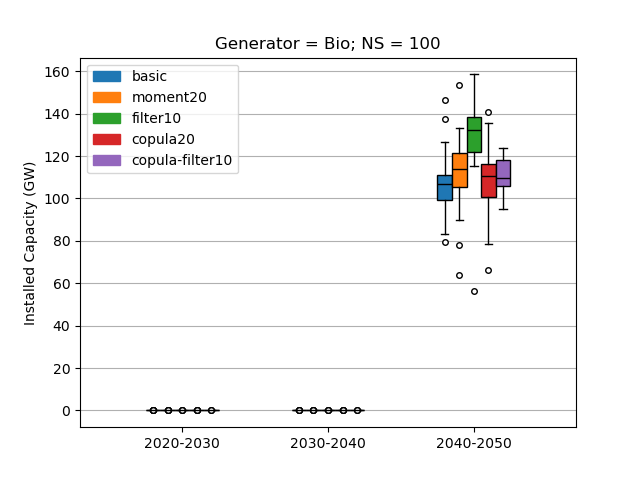 Generator = Bio; NS = 100
Installed Capacity (GW)
160
140
120
100
80
60
40
20
0
basic
moment20
filter10
copula20
copula-filter10
2020-2030
2030-2040
2040-2050